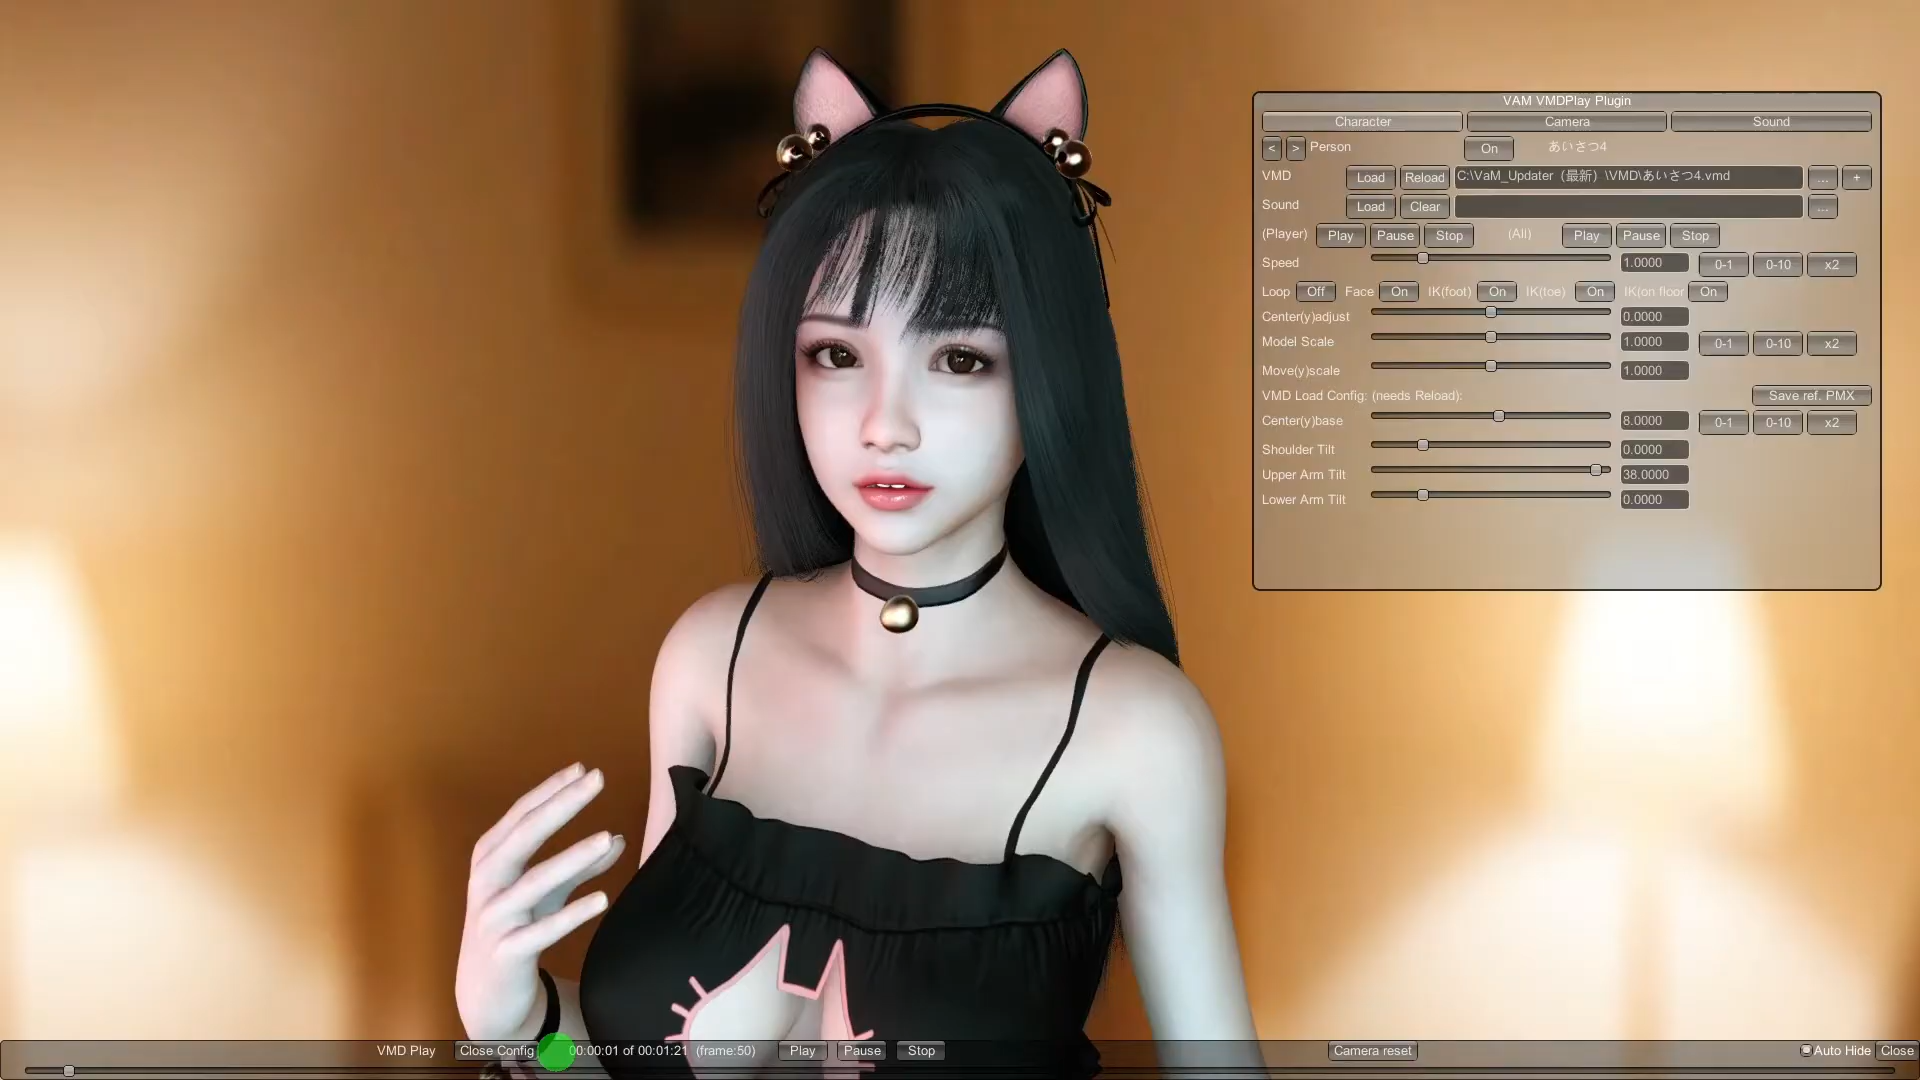 VAM VMDPlay Plugin
Character Camera Sound
< > Person On あいさつ4
VMD Load Reload C:\VaM_Updater（最新）\VMD\あいさつ4.vmd ... +
Sound Load Clear ...
(Player) Play Pause Stop (All) Play Pause Stop
Speed 1.0000 0-1 0-10 x2
Loop Off Face On IK(foot) On IK(toe) On IK(on floor On
Center(y)adjust 0.0000
Model Scale 1.0000 0-1 0-10 x2
Move(y)scale 1.0000
VMD Load Config: (needs Reload): Save ref. PMX
Center(y)base 8.0000 0-1 0-10 x2
Shoulder Tilt 0.0000
Upper Arm Tilt 38.0000
Lower Arm Tilt 0.0000
VMD Play Close Config 00:00:01 of 00:01:21 (frame:50) Play Pause Stop Camera reset Auto Hide Close